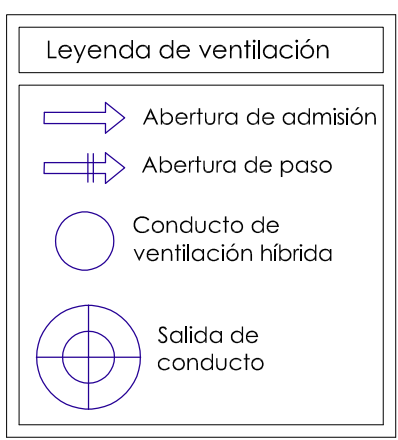 Leyenda de ventilación
Abertura de admisión
Abertura de paso
Conducto de
ventilación híbrida
Salida de
conducto